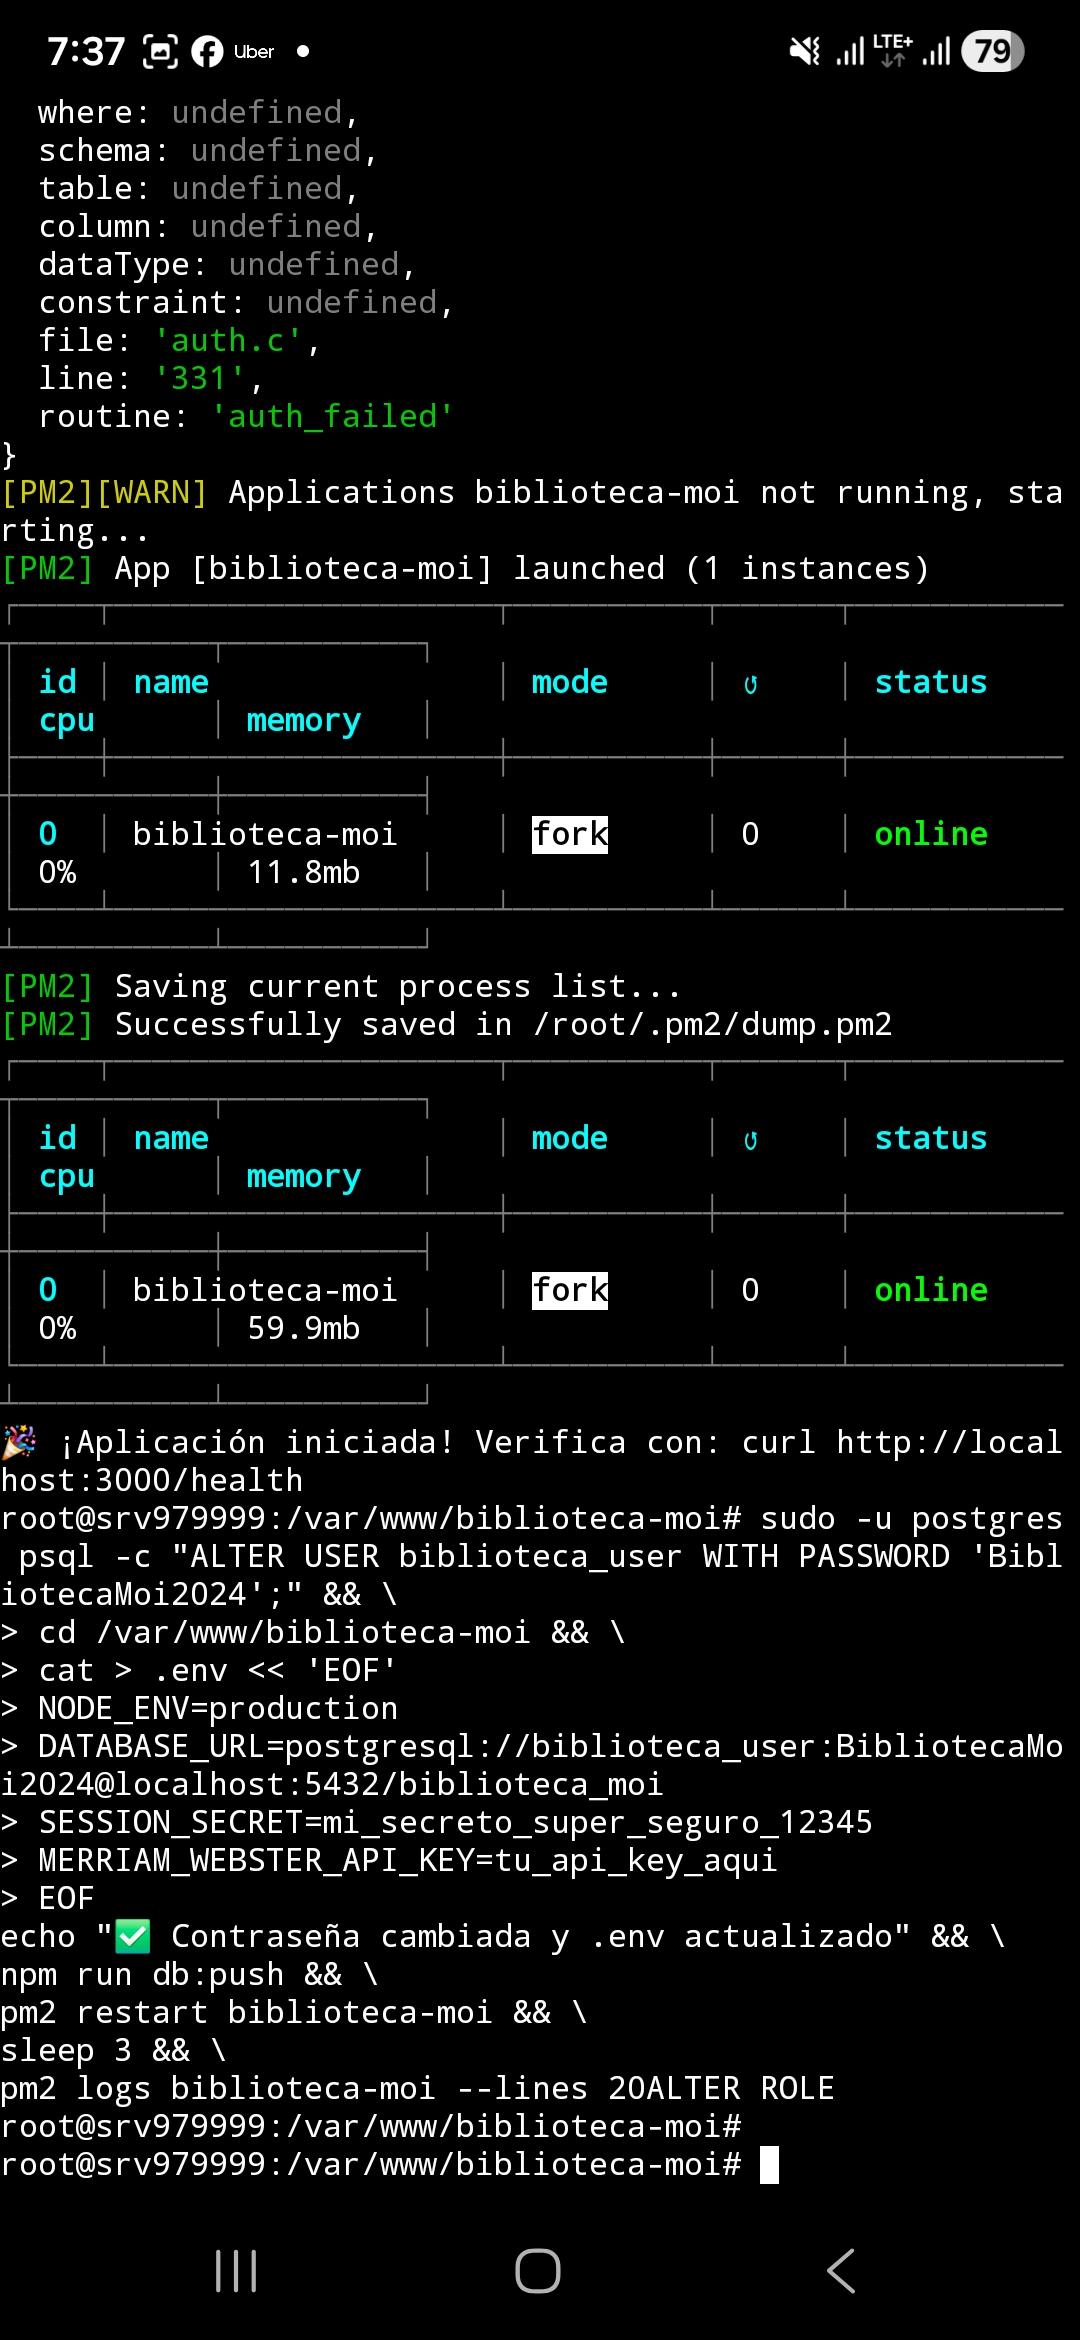 7:37 Uber LTE+ 79
where: undefined,
schema: undefined,
table: undefined,
column: undefined,
dataType: undefined,
constraint: undefined,
file: 'auth.c',
line: '331',
routine: 'auth_failed'
}
[PM2][WARN] Applications biblioteca-moi not running, sta
rting...
[PM2] App [biblioteca-moi] launched (1 instances)
id │ name │ mode │ ↺ │ status
cpu │ memory │
0 │ biblioteca-moi │ fork │ 0 │ online
0% │ 11.8mb │
[PM2] Saving current process list...
[PM2] Successfully saved in /root/.pm2/dump.pm2
id │ name │ mode │ ↺ │ status
cpu │ memory │
0 │ biblioteca-moi │ fork │ 0 │ online
0% │ 59.9mb │
🎉 ¡Aplicación iniciada! Verifica con: curl http://local
host:3000/health
root@srv979999:/var/www/biblioteca-moi# sudo -u postgres
psql -c "ALTER USER biblioteca_user WITH PASSWORD 'Bibl
iotecaMoi2024';" && \
> cd /var/www/biblioteca-moi && \
> cat > .env << 'EOF'
> NODE_ENV=production
> DATABASE_URL=postgresql://biblioteca_user:BibliotecaMo
i2024@localhost:5432/biblioteca_moi
> SESSION_SECRET=mi_secreto_super_seguro_12345
> MERRIAM_WEBSTER_API_KEY=tu_api_key_aqui
> EOF
echo "✅ Contraseña cambiada y .env actualizado" && \
npm run db:push && \
pm2 restart biblioteca-moi && \
sleep 3 && \
pm2 logs biblioteca-moi --lines 20ALTER ROLE
root@srv979999:/var/www/biblioteca-moi#
root@srv979999:/var/www/biblioteca-moi#